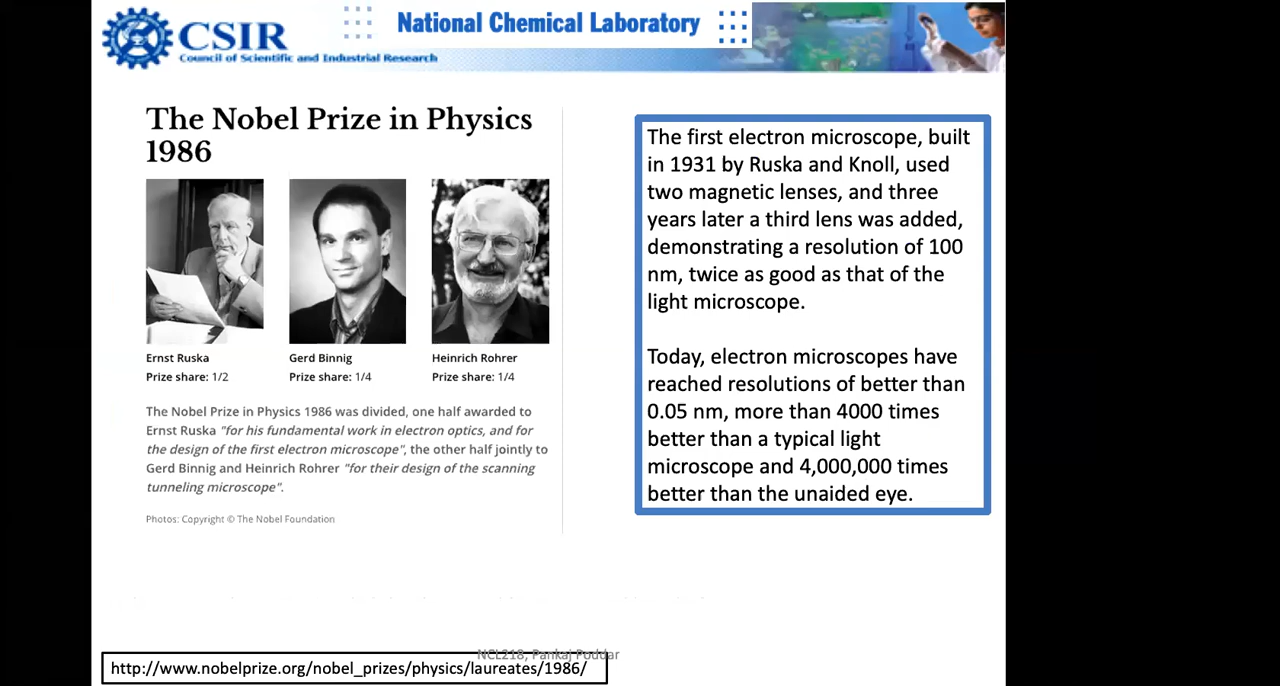 CSIR
Council of Scientific and Industrial Research
National Chemical Laboratory
The Nobel Prize in Physics
1986
Ernst Ruska
Prize share: 1/2
Gerd Binnig
Prize share: 1/4
Heinrich Rohrer
Prize share: 1/4
The Nobel Prize in Physics 1986 was divided, one half awarded to
Ernst Ruska "for his fundamental work in electron optics, and for
the design of the first electron microscope", the other half jointly to
Gerd Binnig and Heinrich Rohrer "for their design of the scanning
tunneling microscope".
Photos: Copyright © The Nobel Foundation
The first electron microscope, built
in 1931 by Ruska and Knoll, used
two magnetic lenses, and three
years later a third lens was added,
demonstrating a resolution of 100
nm, twice as good as that of the
light microscope.
Today, electron microscopes have
reached resolutions of better than
0.05 nm, more than 4000 times
better than a typical light
microscope and 4,000,000 times
better than the unaided eye.
NCL218, Pankaj Poddar
http://www.nobelprize.org/nobel_prizes/physics/laureates/1986/